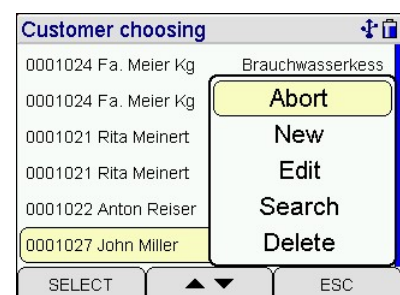 Customer choosing
0001024 Fa. Meier Kg Brauchwasserkess
0001024 Fa. Meier Kg
0001021 Rita Meinert
0001021 Rita Meinert
0001022 Anton Reiser
0001027 John Miller
Abort
New
Edit
Search
Delete
SELECT ESC